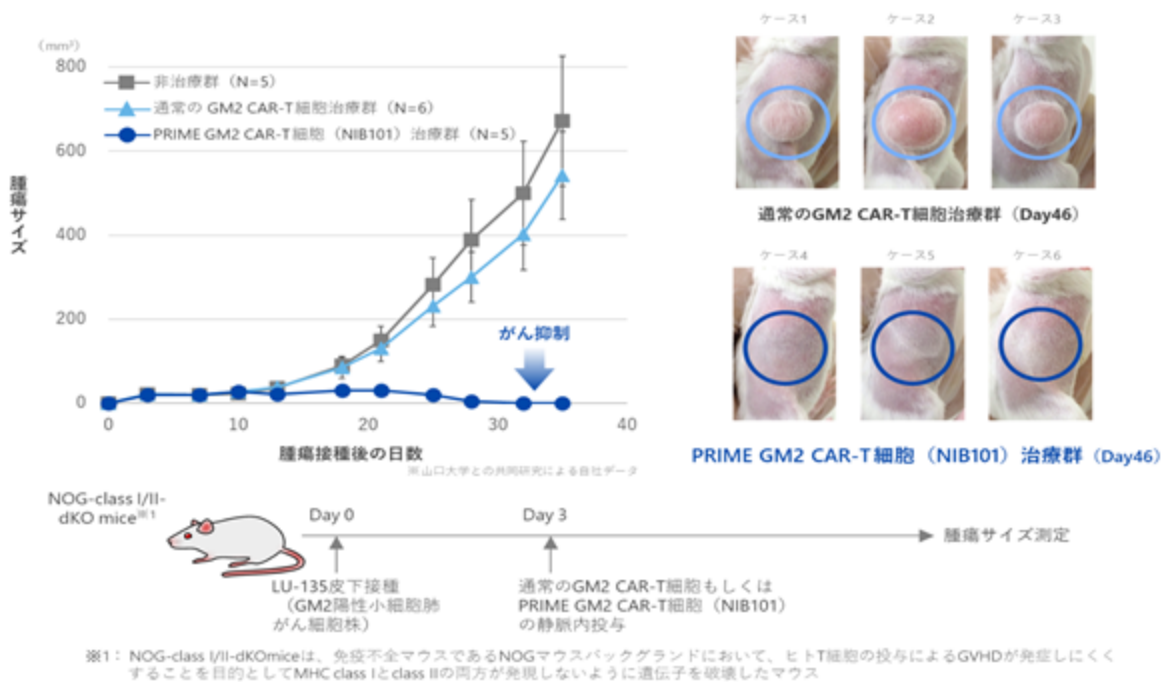 （mm³）
800
600
400
200
0
0
10
20
30
40
腫瘍サイズ
非治療群（N=5）
通常の GM2 CAR-T細胞治療群（N=6）
PRIME GM2 CAR-T細胞（NIB101）治療群（N=5）
がん抑制
腫瘍接種後の日数
※山口大学との共同研究による自社データ
ケース1
ケース2
ケース3
通常のGM2 CAR-T細胞治療群（Day46）
ケース4
ケース5
ケース6
PRIME GM2 CAR-T細胞（NIB101）治療群（Day46）
NOG-class I/II-
dKO mice※1
Day 0
Day 3
腫瘍サイズ測定
LU-135皮下接種
（GM2陽性小細胞肺
がん細胞株）
通常のGM2 CAR-T細胞もしくは
PRIME GM2 CAR-T細胞（NIB101）
の静脈内投与
※1： NOG-class I/II-dKOmiceは、免疫不全マウスであるNOGマウスバックグランドにおいて、ヒトT細胞の投与によるGVHDが発症しにくく
することを目的としてMHC class Iとclass IIの両方が発現しないように遺伝子を破壊したマウス